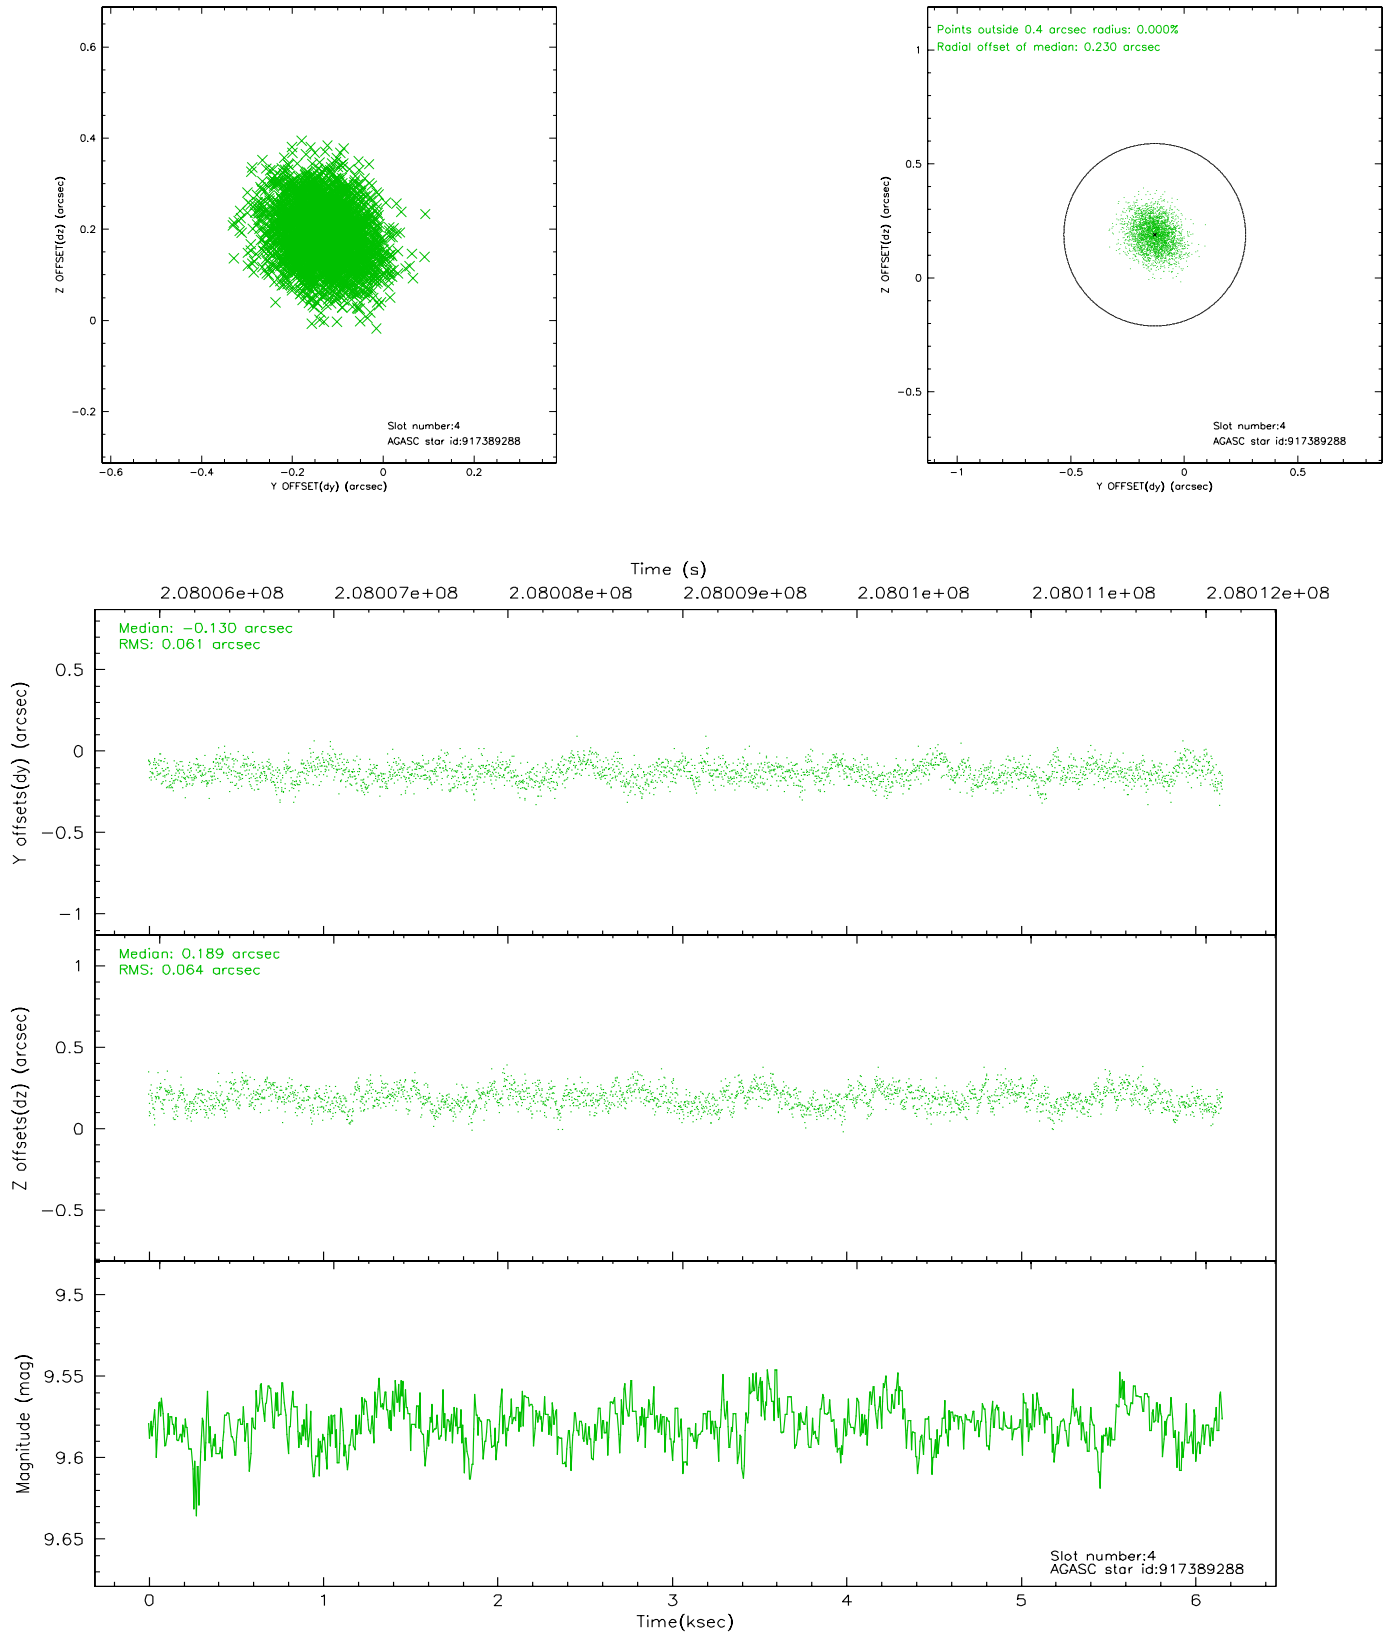 0.6
0.4
0.2
0
−0.2
−0.6
−0.4
−0.2
0
0.2
Z OFFSET(dz) (arcsec)
Y OFFSET(dy) (arcsec)
Slot number:4
AGASC star id:917389288
Points outside 0.4 arcsec radius: 0.000%
Radial offset of median: 0.230 arcsec
1
0.5
0
−0.5
−1
−0.5
0
0.5
Z OFFSET(dz) (arcsec)
Y OFFSET(dy) (arcsec)
Slot number:4
AGASC star id:917389288
Time (s)
2.08006e+08 2.08007e+08 2.08008e+08 2.08009e+08 2.0801e+08 2.08011e+08 2.08012e+08
Median: −0.130 arcsec
RMS: 0.061 arcsec
0.5
0
−0.5
−1
Y offsets(dy) (arcsec)
Median: 0.189 arcsec
RMS: 0.064 arcsec
1
0.5
0
−0.5
Z offsets(dz) (arcsec)
9.5
9.55
9.6
9.65
Magnitude (mag)
Slot number:4
AGASC star id:917389288
0 1 2 3 4 5 6
Time(ksec)